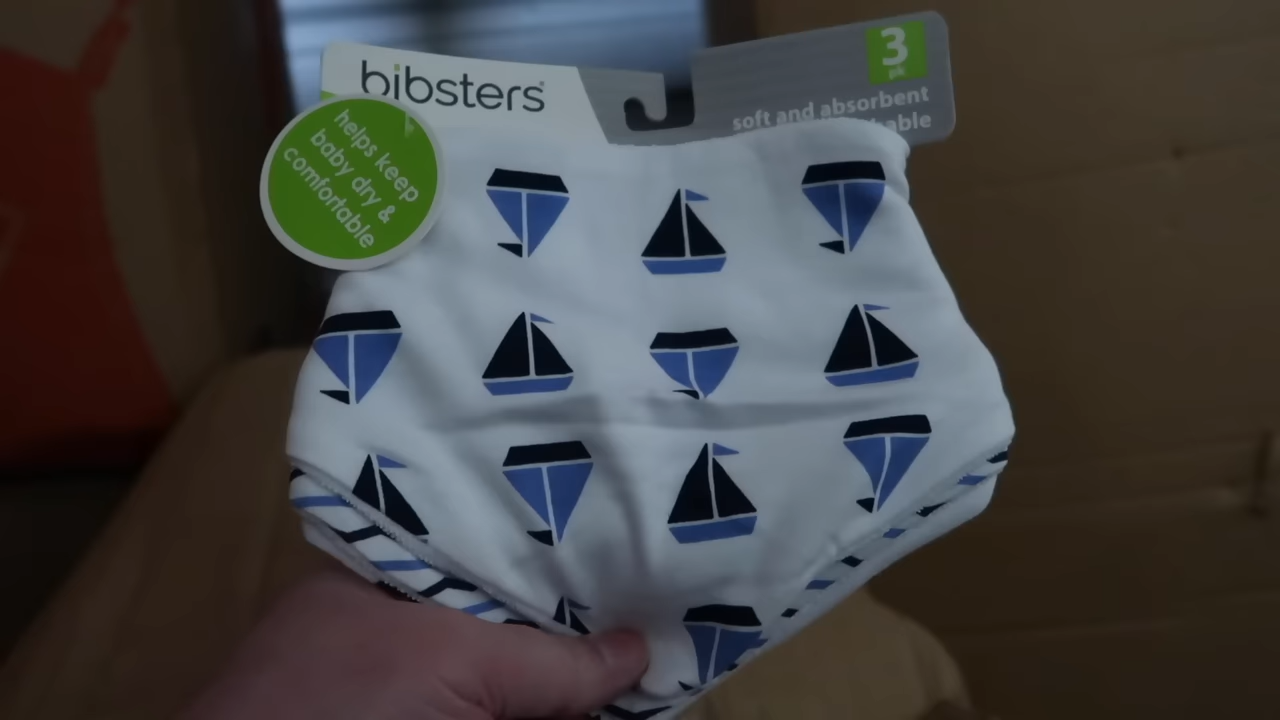 bibsters
3
pk
soft and absorbent
helps keep
baby dry &
comfortable